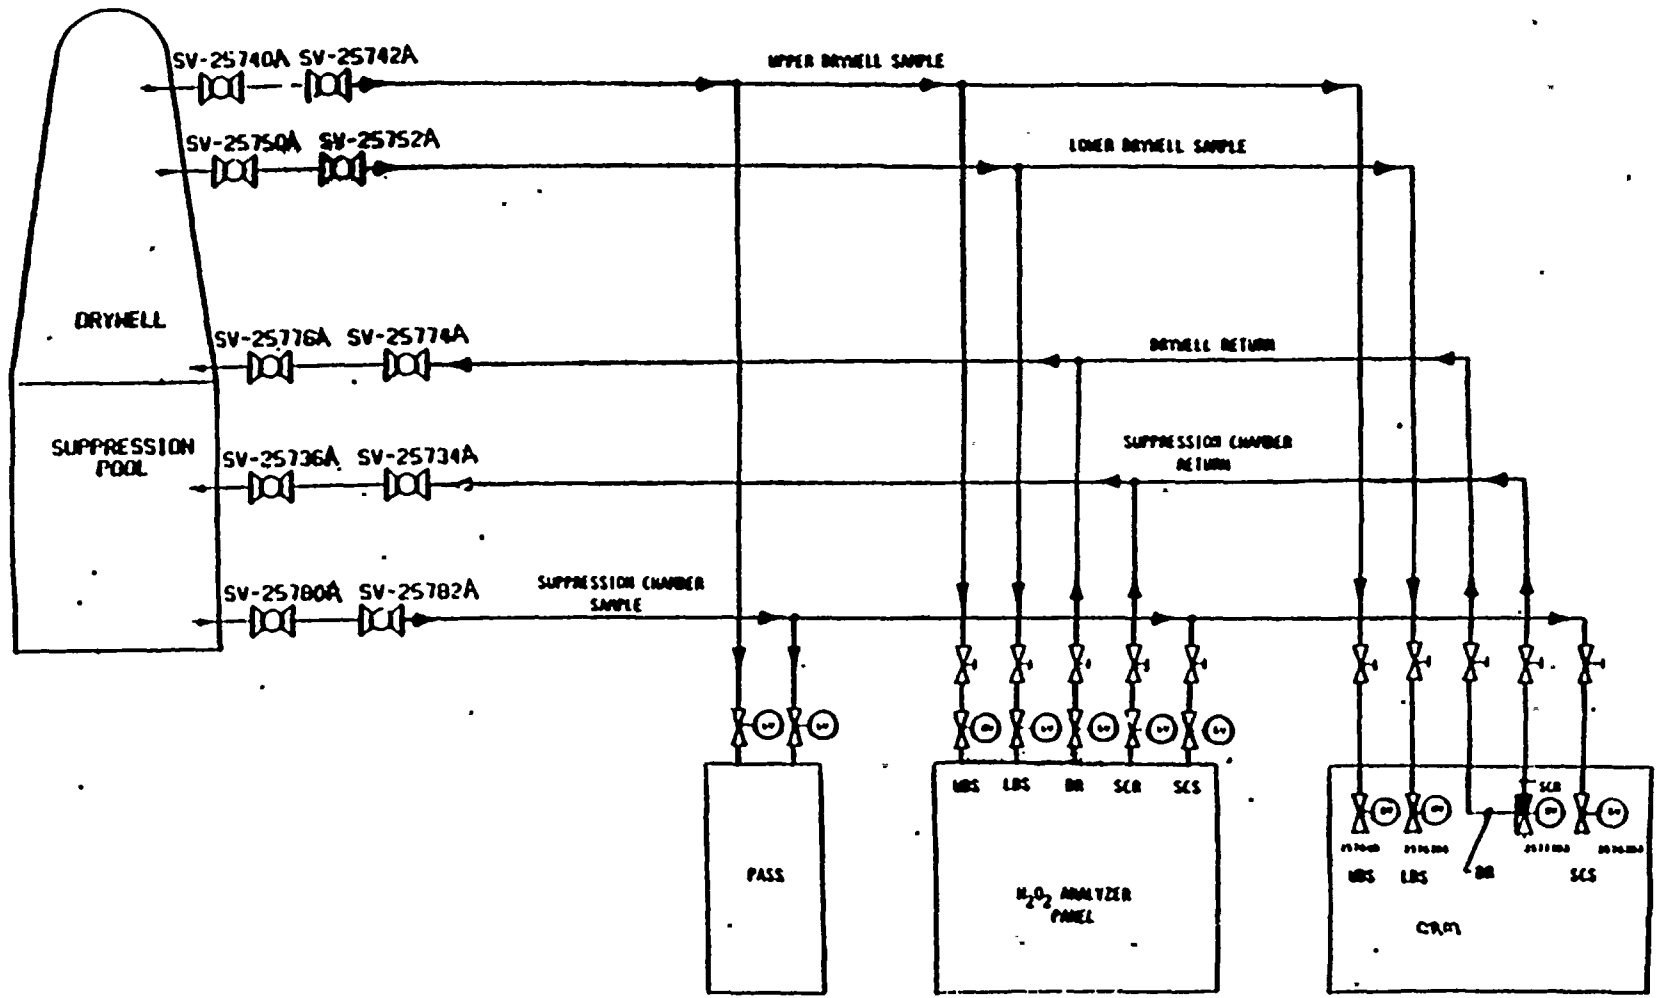 SV-25740A SV-25742A
UPPER DRYWELL SAMPLE
SV-25750A SV-25752A
LOWER DRYWELL SAMPLE
DRYWELL
SV-25776A SV-25774A
DRYWELL RETURN
SUPPRESSION
POOL
SV-25736A SV-25734A
SUPPRESSION CHAMBER
RETURN
SV-25780A SV-25782A
SUPPRESSION CHAMBER
SAMPLE
LDS DR SCR SCS
SCR
LDS DR SCS
PASS
H2O2 ANALYZER
PANEL
CRM